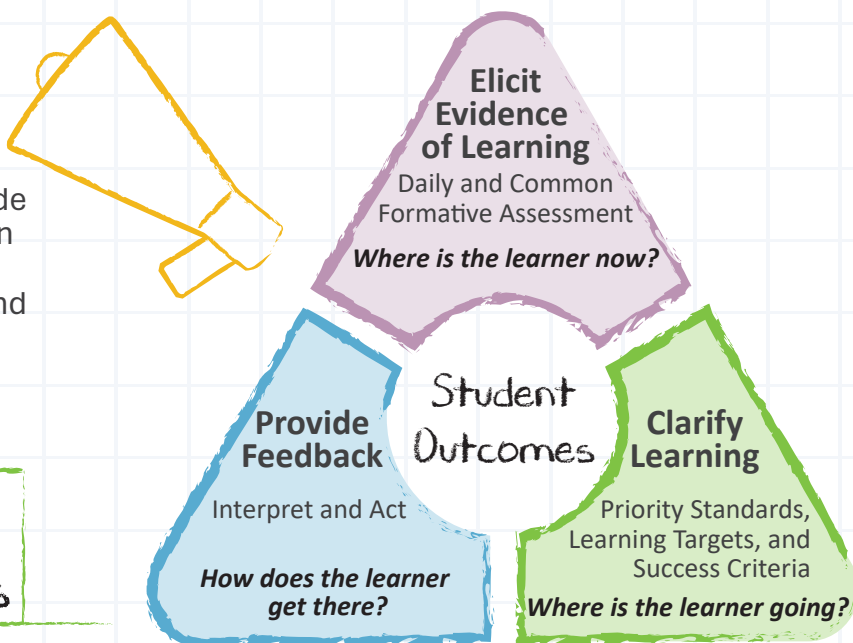 Elicit
Evidence
of Learning
Daily and Common
Formative Assessment
Where is the learner now?
Student
Outcomes
Provide
Feedback
Interpret and Act
How does the learner
get there?
Clarify
Learning
Priority Standards,
Learning Targets, and
Success Criteria
Where is the learner going?